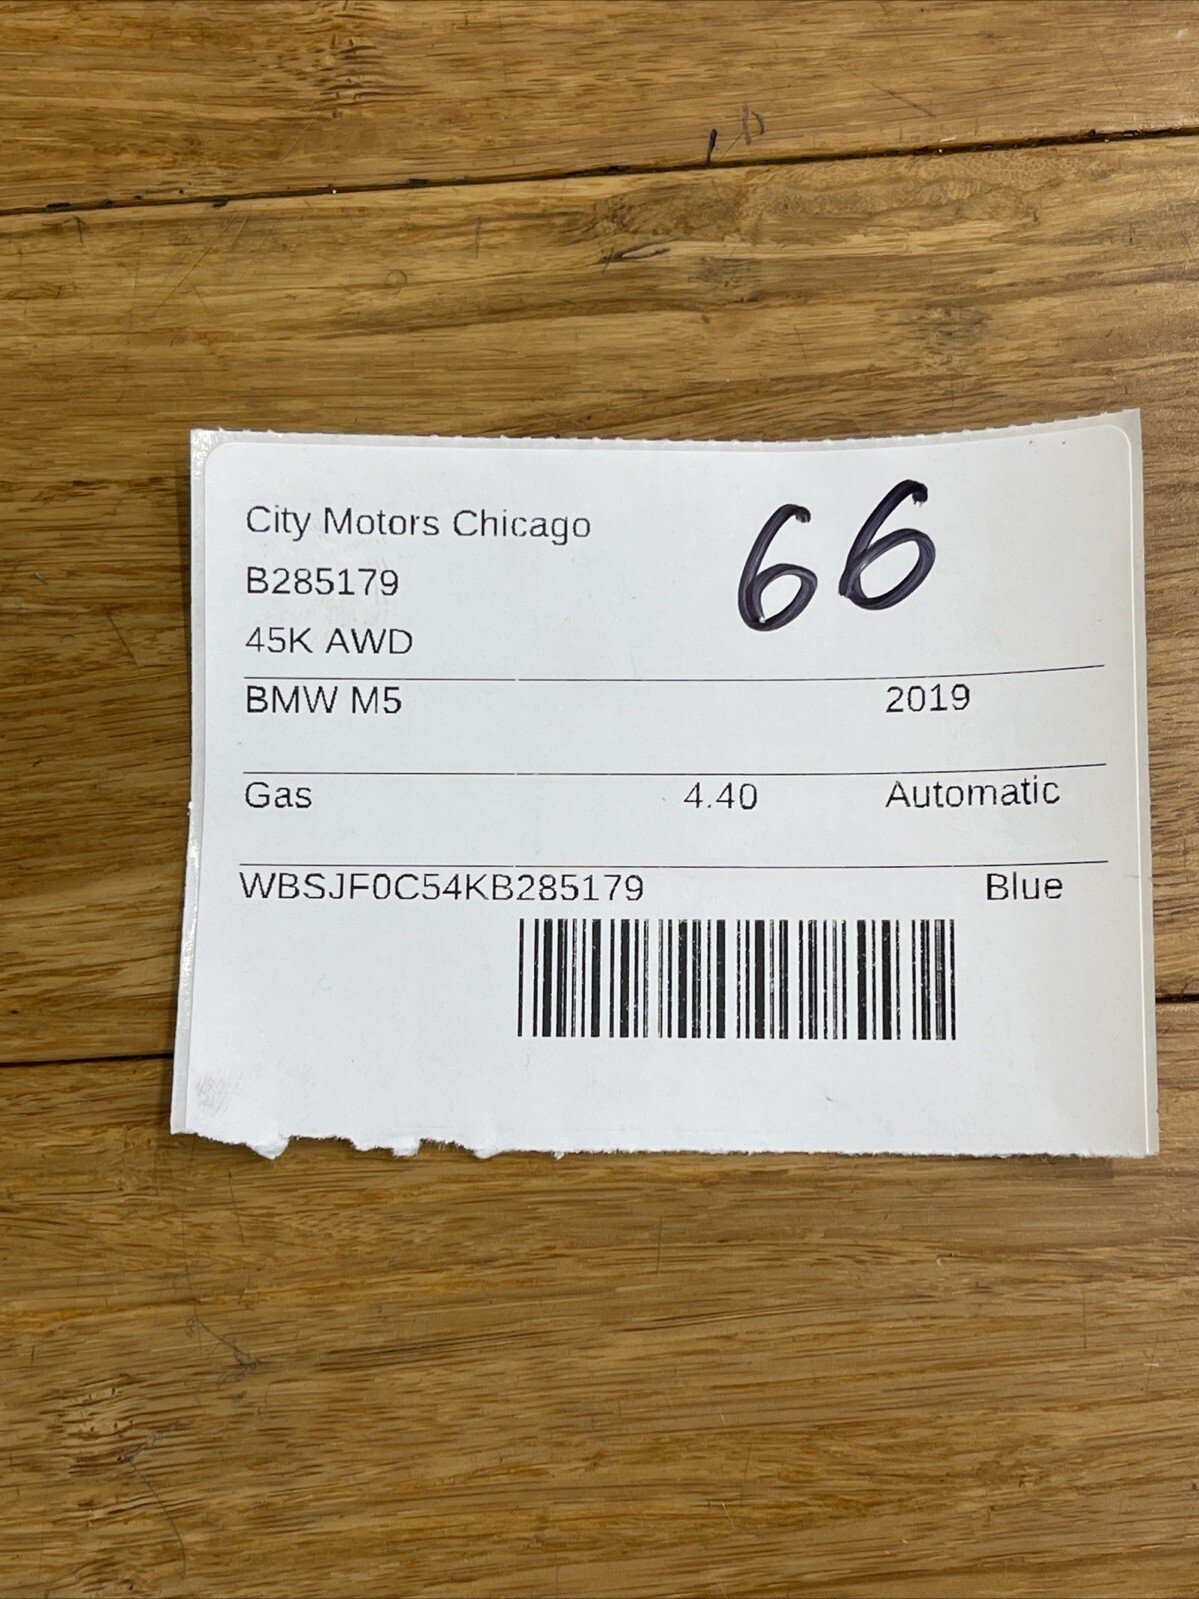 City Motors Chicago
66
B285179
45K AWD
BMW M5 2019
Gas 4.40 Automatic
WBSJF0C54KB285179 Blue